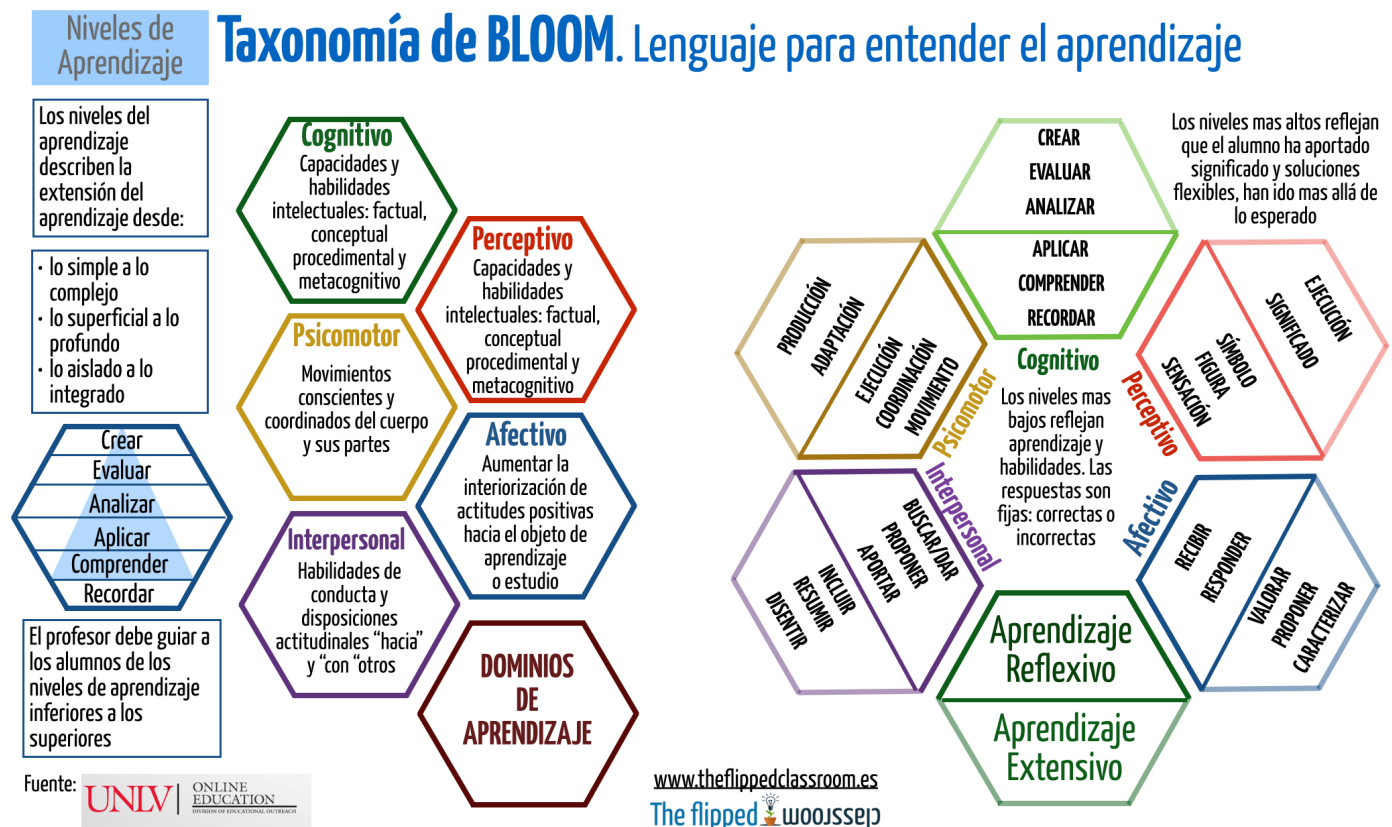 Niveles de
Aprendizaje
Taxonomía de BLOOM. Lenguaje para entender el aprendizaje
Los niveles del
aprendizaje
describen la
extensión del
aprendizaje desde:
• lo simple a lo
complejo
• lo superficial a lo
profundo
• lo aislado a lo
integrado
Crear
Evaluar
Analizar
Aplicar
Comprender
Recordar
El profesor debe guiar a
los alumnos de los
niveles de aprendizaje
inferiores a los
superiores
Fuente:
UNLV
ONLINE
EDUCATION
DIVISION OF EDUCATIONAL OUTREACH
Cognitivo
Capacidades y
habilidades
intelectuales: factual,
conceptual
procedimental y
metacognitivo
Perceptivo
Capacidades y
habilidades
intelectuales: factual,
conceptual
procedimental y
metacognitivo
Psicomotor
Movimientos
conscientes y
coordinados del cuerpo
y sus partes
Afectivo
Aumentar la
interiorización de
actitudes positivas
hacia el objeto de
aprendizaje
o estudio
Interpersonal
Habilidades de
conducta y
disposiciones
actitudinales “hacia”
y “con “otros
DOMINIOS
DE
APRENDIZAJE
CREAR
EVALUAR
ANALIZAR
APLICAR
COMPRENDER
RECORDAR
Cognitivo
Los niveles mas altos reflejan
que el alumno ha aportado
significado y soluciones
flexibles, han ido mas allá de
lo esperado
PRODUCCIÓN
ADAPTACIÓN
EJECUCIÓN
COORDINACIÓN
MOVIMIENTO
Psicomotor
EJECUCIÓN
SIGNIFICADO
SÍMBOLO
FIGURA
SENSACIÓN
Perceptivo
Los niveles mas
bajos reflejan
aprendizaje y
habilidades. Las
respuestas son
fijas: correctas o
incorrectas
Interpersonal
BUSCAR/DAR
PROPONER
APORTAR
INCLUIR
RESUMIR
DISENTIR
Afectivo
RECIBIR
RESPONDER
VALORAR
PROPONER
CARACTERIZAR
Aprendizaje
Reflexivo
Aprendizaje
Extensivo
www.theflippedclassroom.es
The flipped classroom